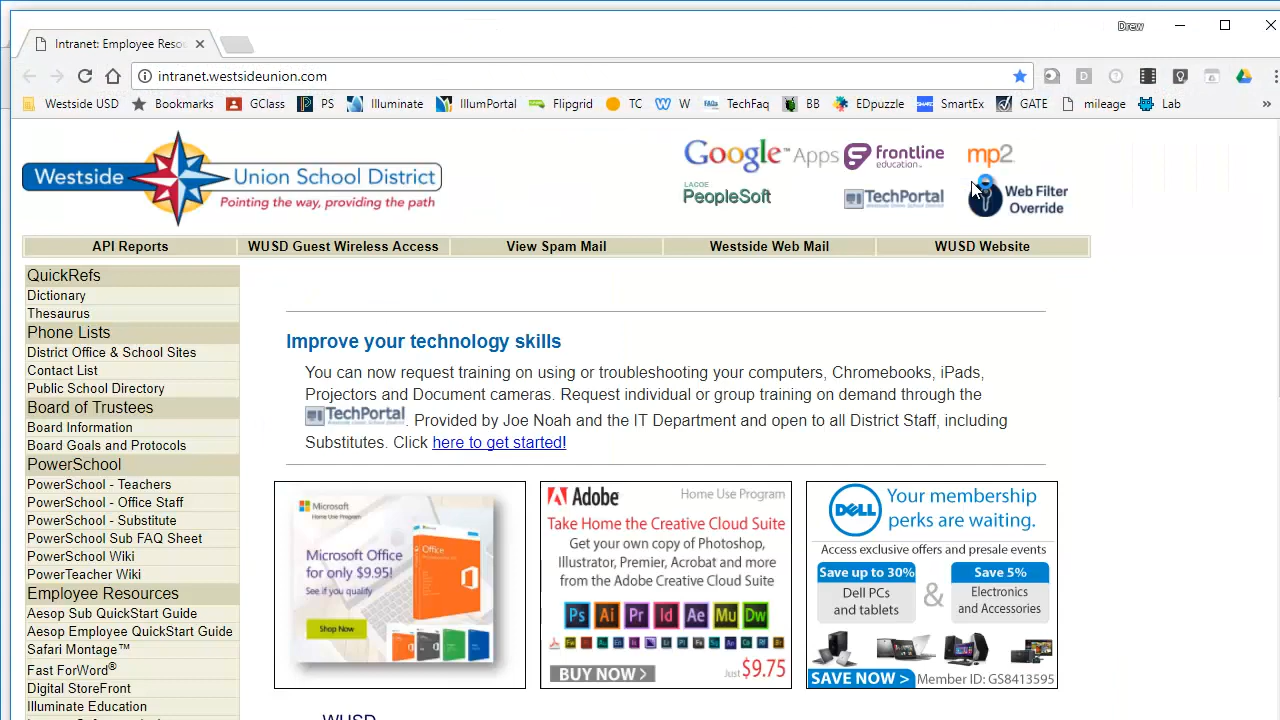 Drew
Intranet: Employee Reso
intranet.westsideunion.com
Westside USD Bookmarks GClass PS Illuminate IllumPortal Flipgrid TC W TechFaq BB EDpuzzle SmartEx GATE mileage Lab »
Westside Union School District
Pointing the way, providing the path
Google™ Apps frontline education™ mp2
LACOE PeopleSoft TechPortal Web Filter Override
API Reports WUSD Guest Wireless Access View Spam Mail Westside Web Mail WUSD Website
QuickRefs
Dictionary
Thesaurus
Phone Lists
District Office & School Sites
Contact List
Public School Directory
Board of Trustees
Board Information
Board Goals and Protocols
PowerSchool
PowerSchool - Teachers
PowerSchool - Office Staff
PowerSchool - Substitute
PowerSchool Sub FAQ Sheet
PowerSchool Wiki
PowerTeacher Wiki
Employee Resources
Aesop Sub QuickStart Guide
Aesop Employee QuickStart Guide
Safari Montage™
Fast ForWord®
Digital StoreFront
Illuminate Education
Improve your technology skills
You can now request training on using or troubleshooting your computers, Chromebooks, iPads,
Projectors and Document cameras. Request individual or group training on demand through the
TechPortal. Provided by Joe Noah and the IT Department and open to all District Staff, including
Substitutes. Click here to get started!
Microsoft
Home Use Program
Microsoft Office
for only $9.95!
See if you qualify
Shop Now
Office
Adobe Home Use Program
Take Home the Creative Cloud Suite
Get your own copy of Photoshop,
Illustrator, Premier, Acrobat and more
from the Adobe Creative Cloud Suite
Ps Ai Pr Id Ae Mu Dw
BUY NOW > Just $9.75
DELL
Your membership
perks are waiting.
Access exclusive offers and presale events
Save up to 30%
Dell PCs
and tablets
&
Save 5%
Electronics
and Accessories
SAVE NOW > Member ID: GS8413595
WUSD